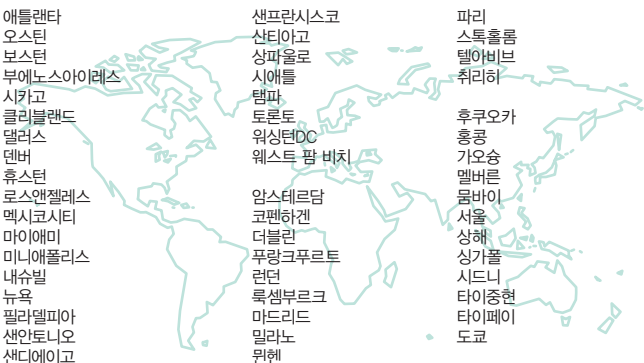 애틀랜타
오스틴
보스턴
부에노스아이레스
시카고
클리블랜드
댈러스
덴버
휴스턴
로스앤젤레스
멕시코시티
마이애미
미니애폴리스
내슈빌
뉴욕
필라델피아
샌안토니오
샌디에이고
샌프란시스코
산티아고
상파울로
시애틀
탬파
토론토
워싱턴DC
웨스트 팜 비치
암스테르담
코펜하겐
더블린
푸랑크푸르트
런던
룩셈부르크
마드리드
밀라노
뮌헨
파리
스톡홀롬
텔아비브
취리히
후쿠오카
홍콩
가오슝
멜버른
뭄바이
서울
상해
싱가폴
시드니
타이중현
타이페이
도쿄